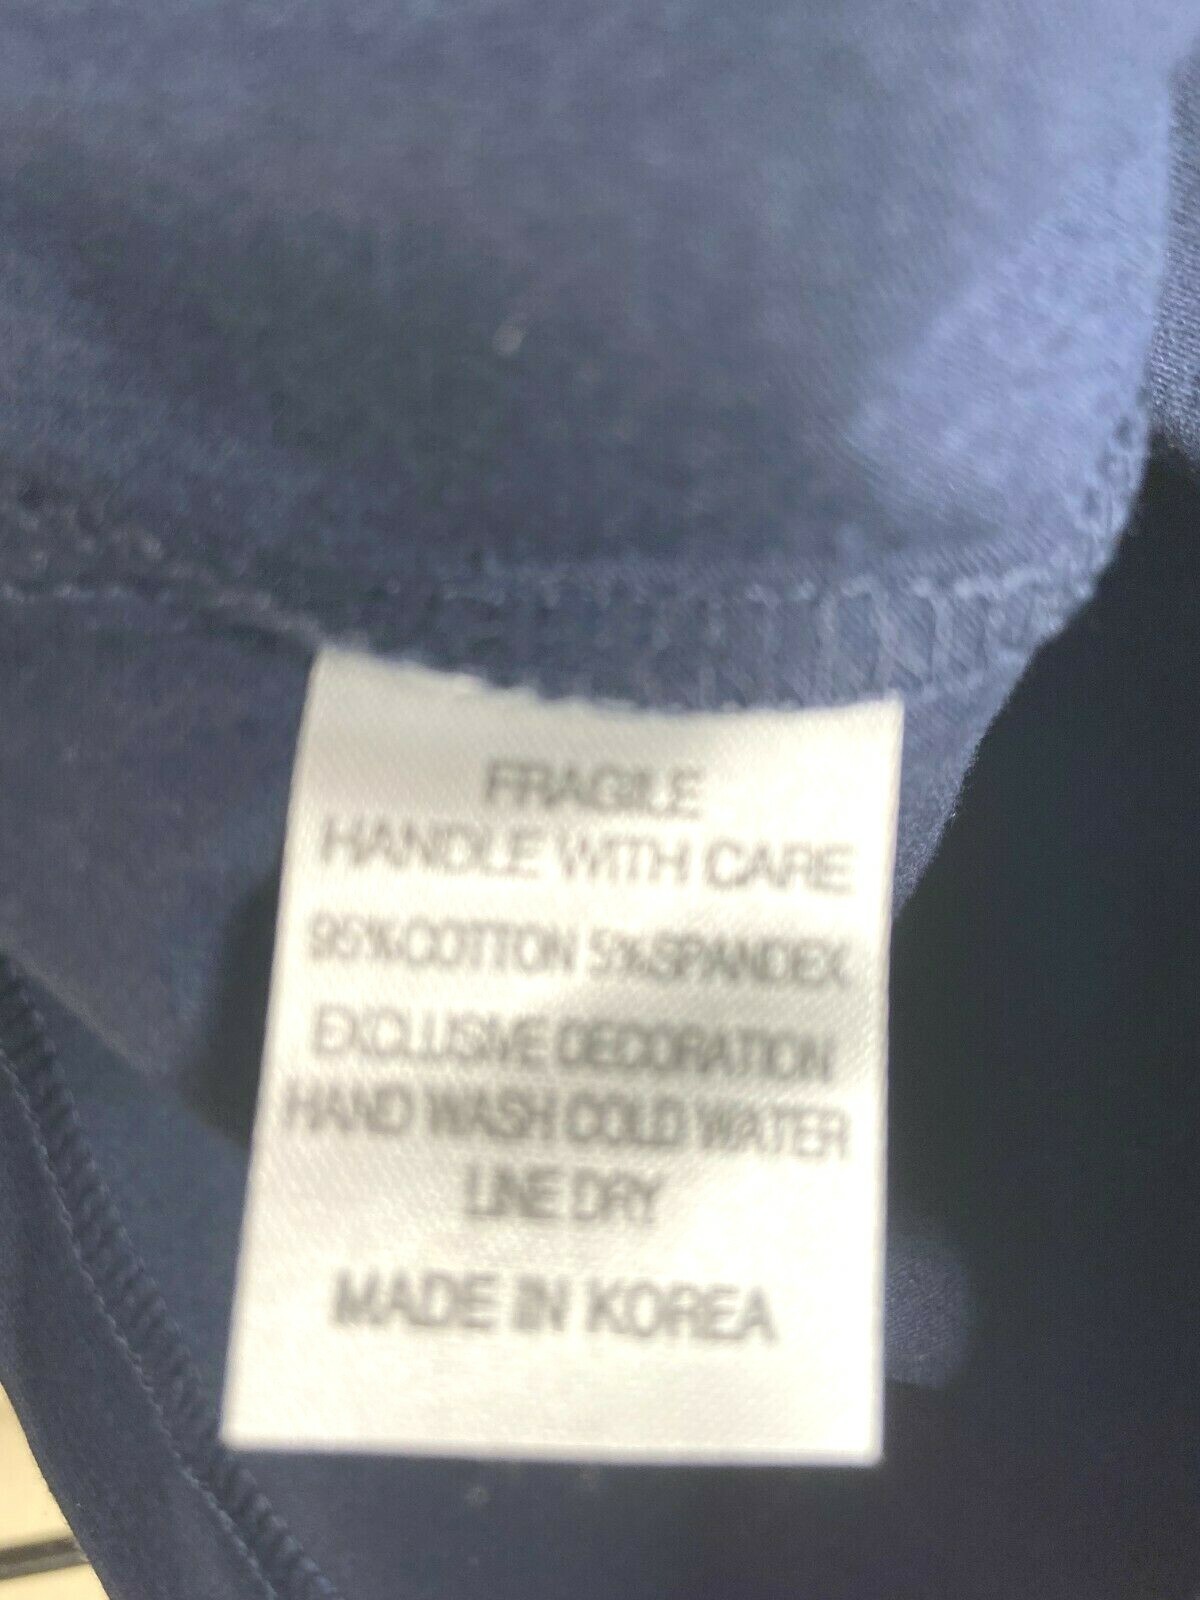 FRAGILE
HANDLE WITH CARE
95%COTTON 5%SPANDEX
EXCLUSIVE DECORATION
HAND WASH COLD WATER
LINE DRY
MADE IN KOREA